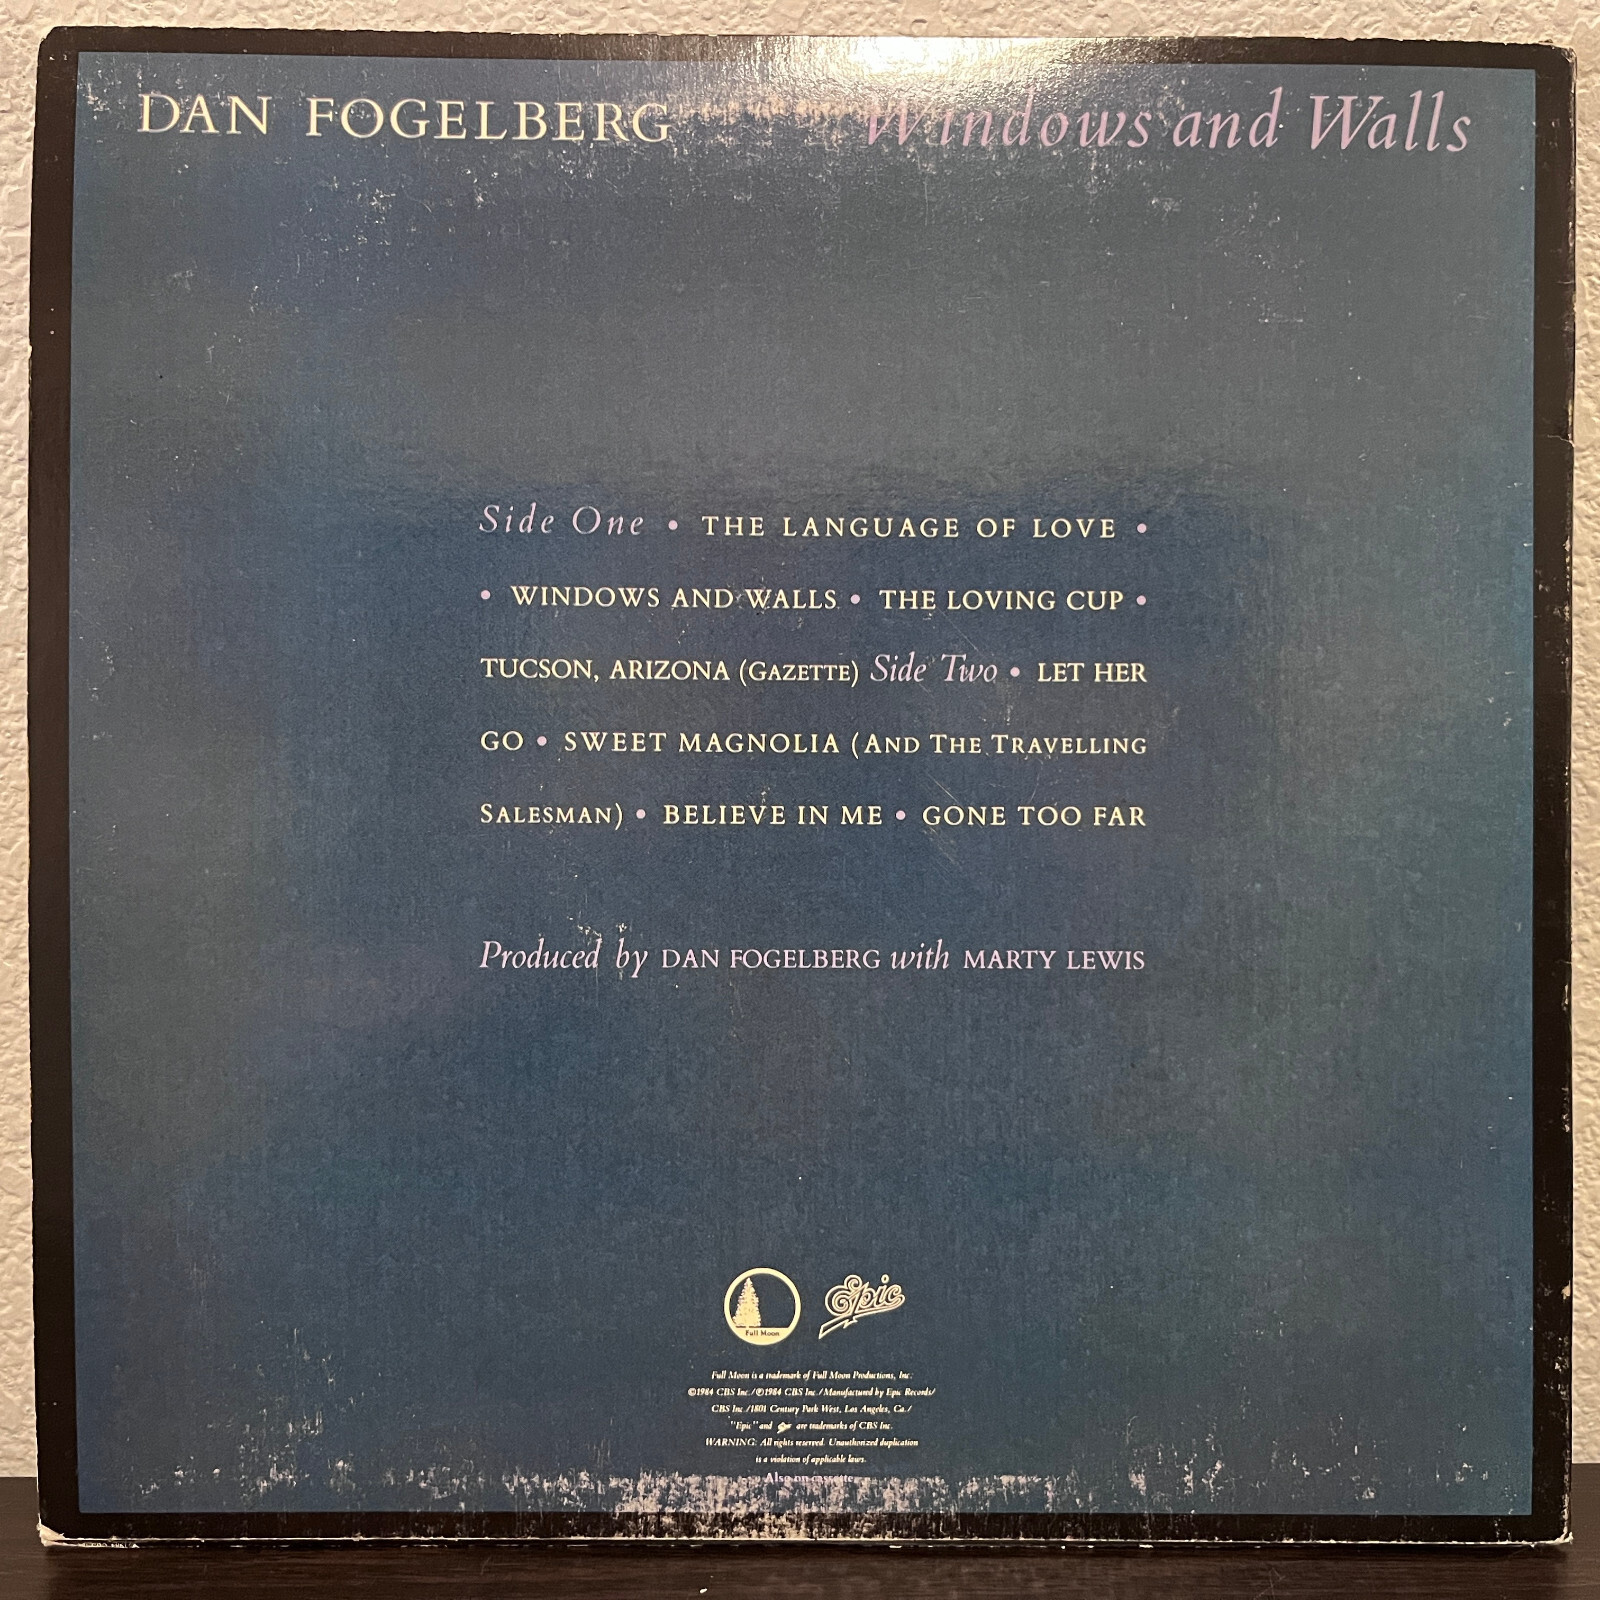 DAN FOGELBERG Windows and Walls
Side One • THE LANGUAGE OF LOVE •
• WINDOWS AND WALLS • THE LOVING CUP •
TUCSON, ARIZONA (GAZETTE) Side Two • LET HER
GO • SWEET MAGNOLIA (AND THE TRAVELLING
SALESMAN) • BELIEVE IN ME • GONE TOO FAR
Produced by DAN FOGELBERG with MARTY LEWIS
Full Moon Epic
Full Moon is a trademark of Full Moon Productions, Inc.
©1984 CBS Inc./℗1984 CBS Inc./Manufactured by Epic Records/
CBS Inc./1801 Century Park West, Los Angeles, Ca./
"Epic" and are trademarks of CBS Inc.
WARNING: All rights reserved. Unauthorized duplication
is a violation of applicable laws.
Also on cassette